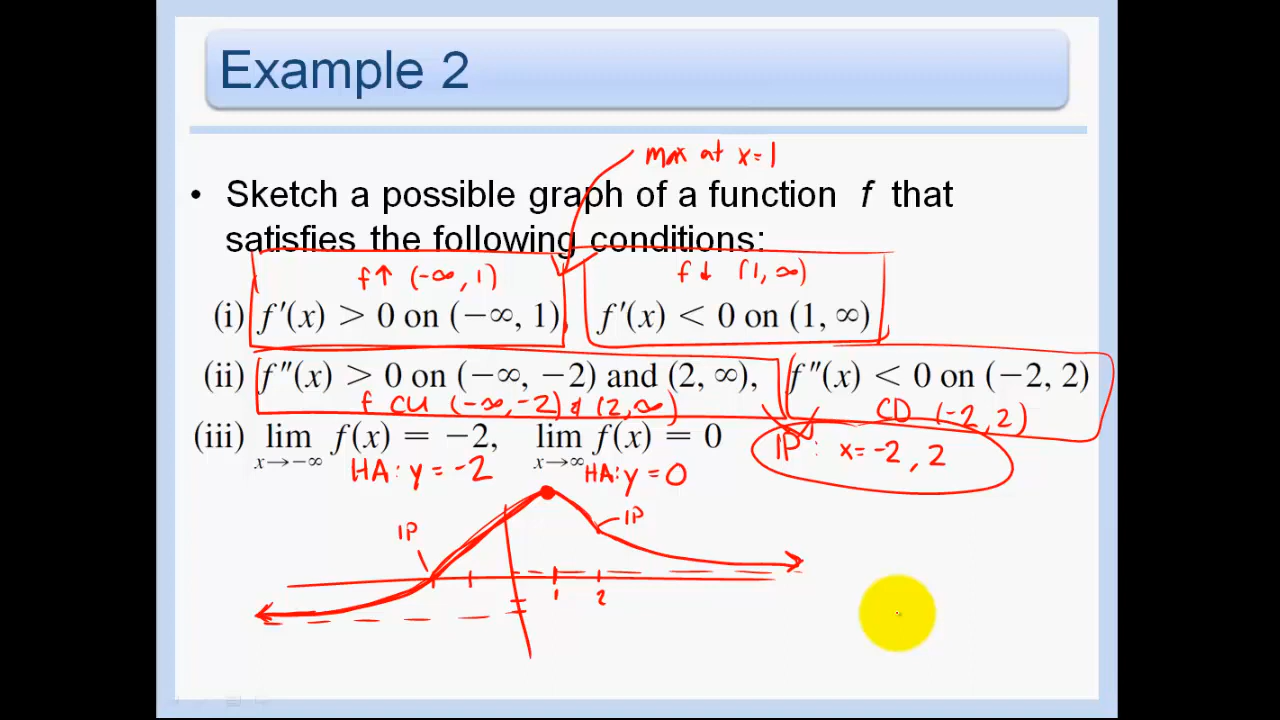 Example 2
max at x=1
• Sketch a possible graph of a function f that
satisfies the following conditions:
f↑ (-∞, 1) f↓ (1, ∞)
(i) f′(x) > 0 on (−∞, 1) f′(x) < 0 on (1, ∞)
(ii) f″(x) > 0 on (−∞, −2) and (2, ∞), f″(x) < 0 on (−2, 2)
f CU (-∞, -2) & (2, ∞) CD (-2, 2)
(iii) lim x→−∞ f(x) = −2, lim x→∞ f(x) = 0
IP: x=-2, 2
HA: y=-2 HA: y=0
IP IP
1 2